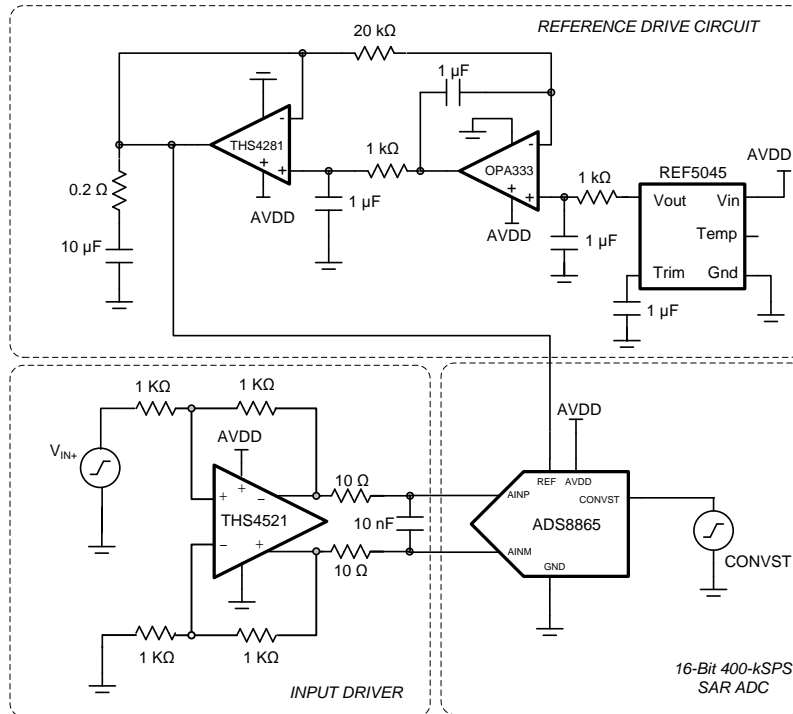 REFERENCE DRIVE CIRCUIT
20 kΩ
1 µF
-
-
THS4281
+
+
AVDD
1 kΩ
1 µF
OPA333
+
+
AVDD
1 kΩ
1 µF
REF5045
AVDD
Vout
Vin
Temp
Trim
Gnd
1 µF
0.2 Ω
10 µF
1 KΩ
1 KΩ
VIN+
AVDD
+
+
−
THS4521
−
+
10 Ω
10 nF
10 Ω
1 KΩ
1 KΩ
INPUT DRIVER
AVDD
REF
AVDD
CONVST
AINP
ADS8865
AINM
GND
CONVST
16-Bit 400-kSPS
SAR ADC